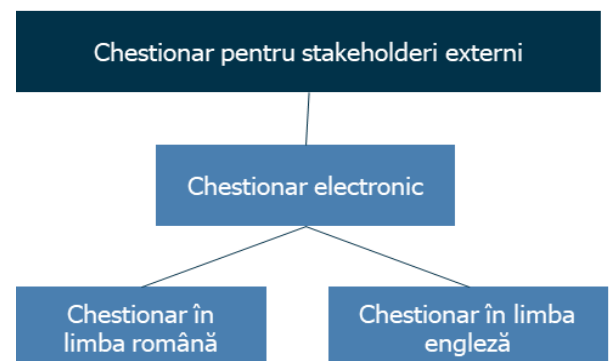 Chestionar pentru stakeholderi externi
Chestionar electronic
Chestionar în
limba română
Chestionar în limba
engleză